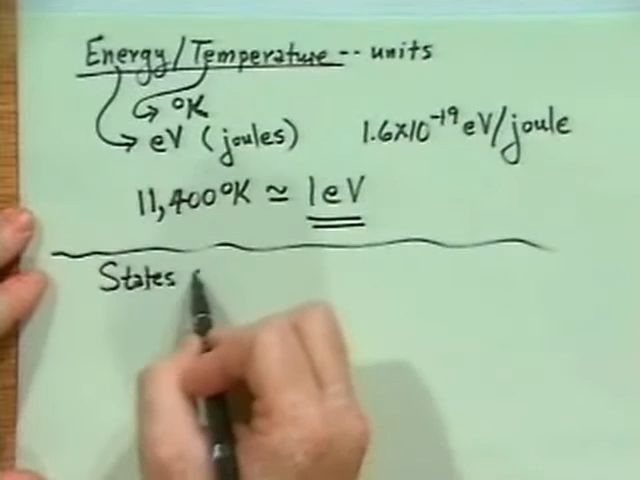 Energy/Temperature -- units
°K
eV (joules) 1.6x10⁻¹⁹ eV/joule
11,400°K ≃ 1eV
States